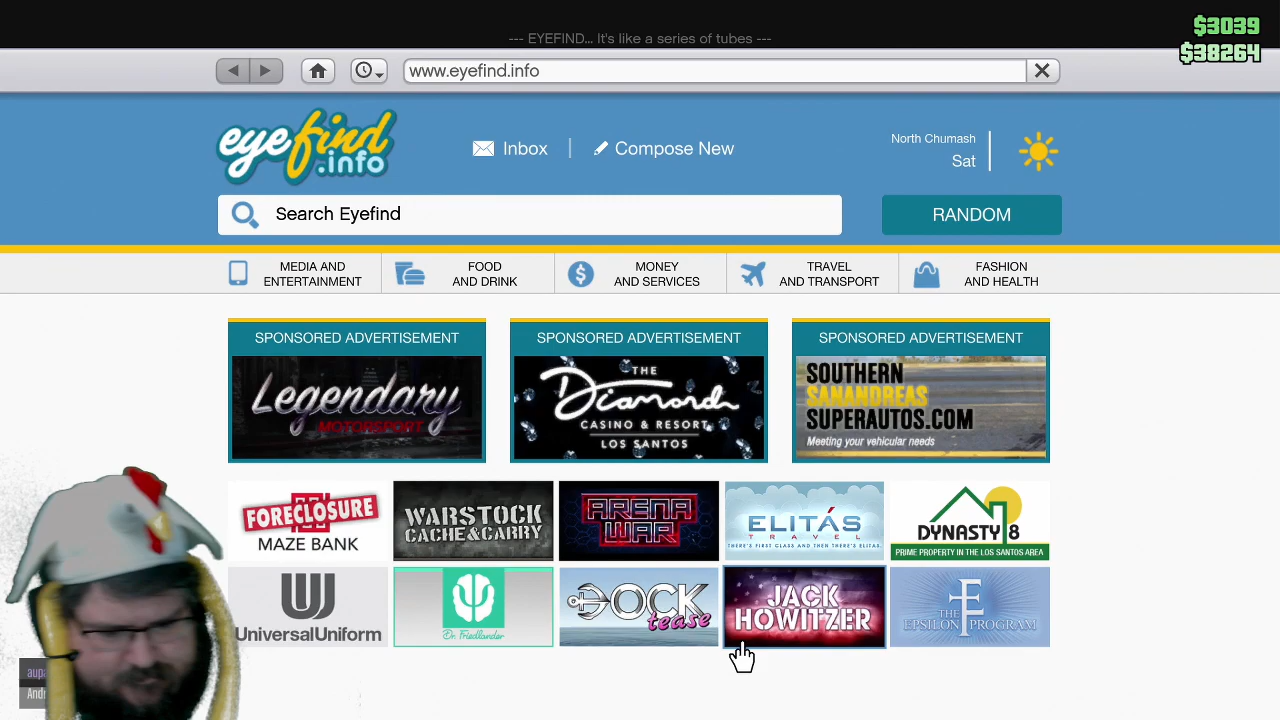 --- EYEFIND... It's like a series of tubes ---
$3039
$38264
www.eyefind.info
eyefind
.info
Inbox
Compose New
North Chumash
Sat
Search Eyefind
RANDOM
MEDIA AND
ENTERTAINMENT
FOOD
AND DRINK
MONEY
AND SERVICES
TRAVEL
AND TRANSPORT
FASHION
AND HEALTH
SPONSORED ADVERTISEMENT
Legendary
MOTORSPORT
SPONSORED ADVERTISEMENT
THE
Diamond
CASINO & RESORT
LOS SANTOS
SPONSORED ADVERTISEMENT
SOUTHERN
SANANDREAS
SUPERAUTOS.COM
Meeting your vehicular needs
FORECLOSURE
MAZE BANK
WARSTOCK
CACHE&CARRY
ARENA
WAR
ELITÁS
TRAVEL
THERE'S FIRST CLASS AND THEN THERE'S ELITAS.
DYNASTY 8
PRIME PROPERTY IN THE LOS SANTOS AREA
UniversalUniform
Dr. Friedlander
DOCK
tease
JACK
HOWITZER
THE
EPSILON PROGRAM
aupa
Andr